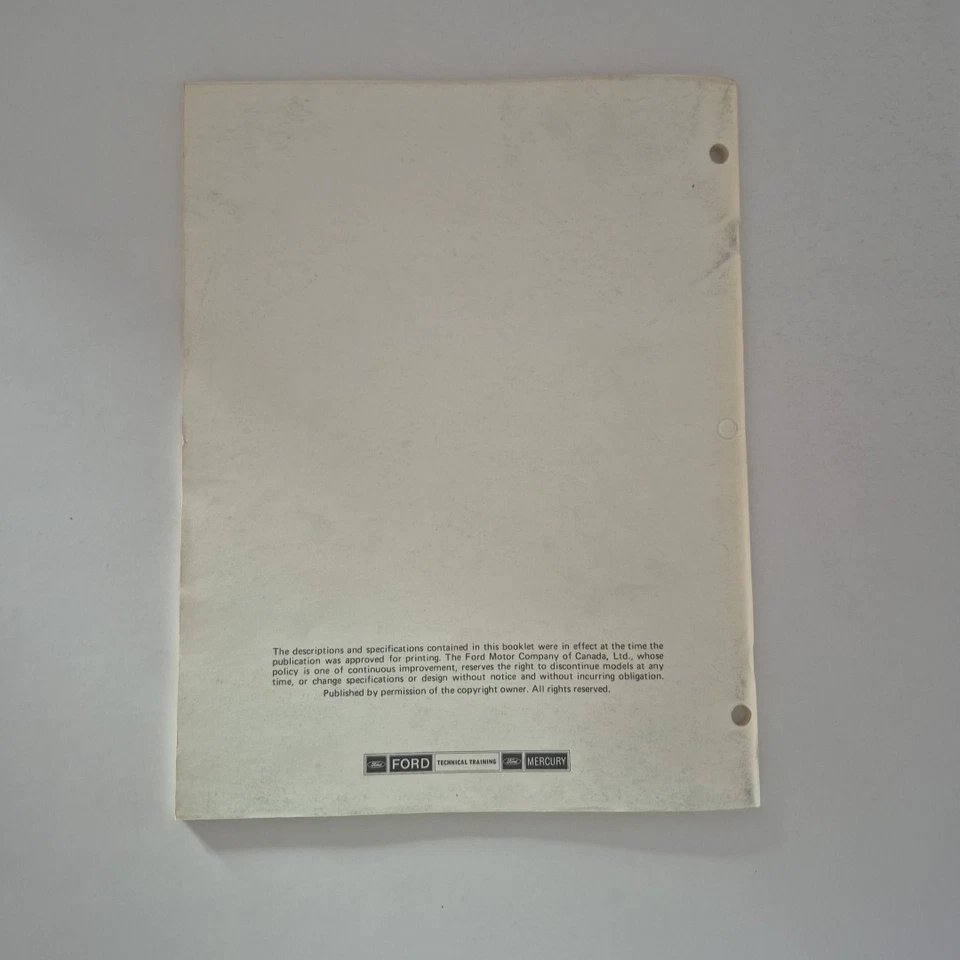 The descriptions and specifications contained in this booklet were in effect at the time the
publication was approved for printing. The Ford Motor Company of Canada, Ltd., whose
policy is one of continuous improvement, reserves the right to discontinue models at any
time, or change specifications or design without notice and without incurring obligation.
Published by permission of the copyright owner. All rights reserved.
Ford FORD TECHNICAL TRAINING Ford MERCURY